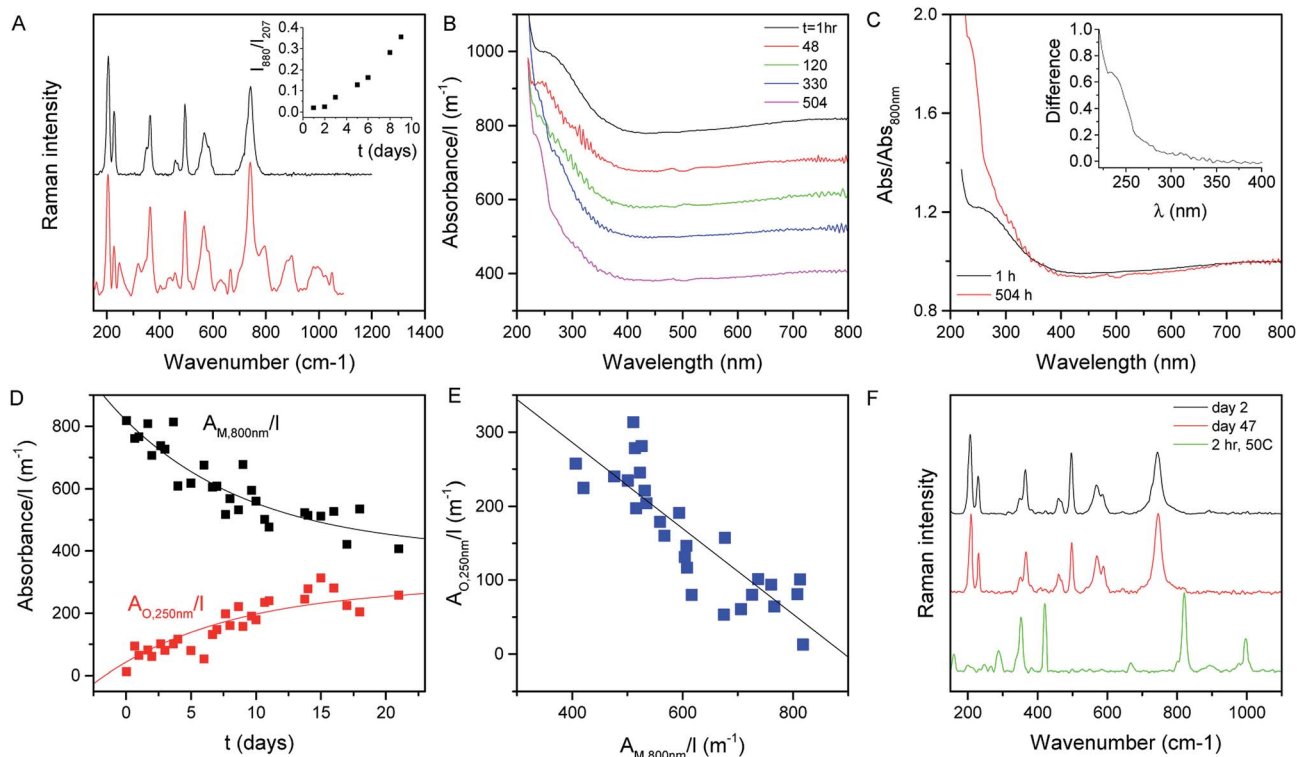 A
Raman intensity
Wavenumber (cm-1)
200 400 600 800 1000 1200 1400
I880/I207
0.4
0.3
0.2
0.1
0.0
0 2 4 6 8 10
t (days)
B
Absorbance/l (m-1)
1000
800
600
400
200 300 400 500 600 700 800
Wavelength (nm)
t=1hr
48
120
330
504
C
Abs/Abs800nm
2.0
1.6
1.2
0.8
200 300 400 500 600 700 800
Wavelength (nm)
1 h
504 h
Difference
1.0
0.8
0.6
0.4
0.2
0.0
250 300 350 400
λ (nm)
D
Absorbance/l (m-1)
800
600
400
200
0
0 5 10 15 20
t (days)
AM,800nm/l
AO,250nm/l
E
AO,250nm/l (m-1)
300
200
100
0
400 600 800
AM,800nm/l (m-1)
F
Raman intensity
200 400 600 800 1000
Wavenumber (cm-1)
day 2
day 47
2 hr, 50C